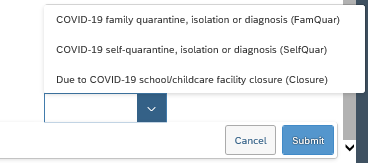 COVID-19 family quarantine, isolation or diagnosis (FamQuar)
COVID-19 self-quarantine, isolation or diagnosis (SelfQuar)
Due to COVID-19 school/childcare facility closure (Closure)
Cancel
Submit